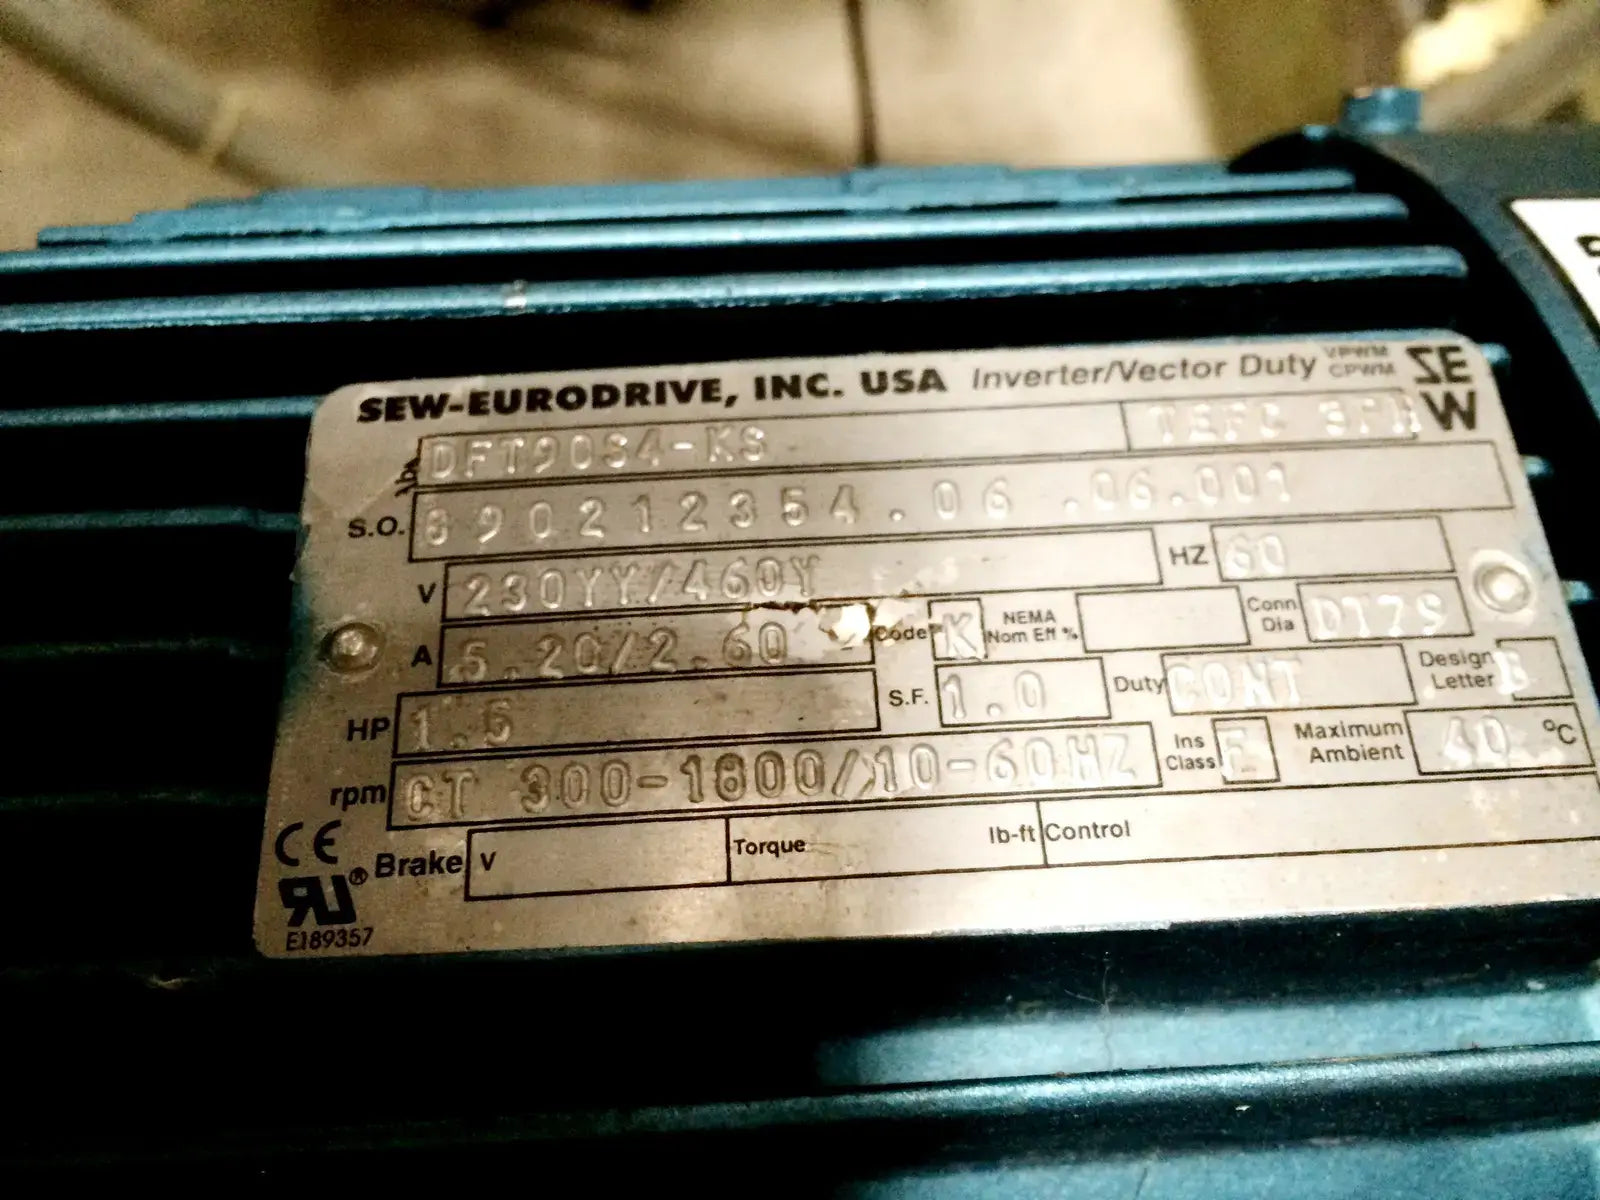 SEW-EURODRIVE, INC. USA Inverter/Vector Duty VPWM CPWM SEW
DFT90S4-KS TEFC 3PH
S.O. 890212354.06.06.001
V 230YY/460Y HZ 60
A 5.20/2.60 Code K NEMA Nom Eff % Conn Dia DT79
HP 1.5 S.F. 1.0 Duty CONT Design Letter B
rpm CT 300-1800/10-60HZ Ins Class F Maximum Ambient 40 °C
CE Brake V Torque lb-ft Control
RU ®
E189357